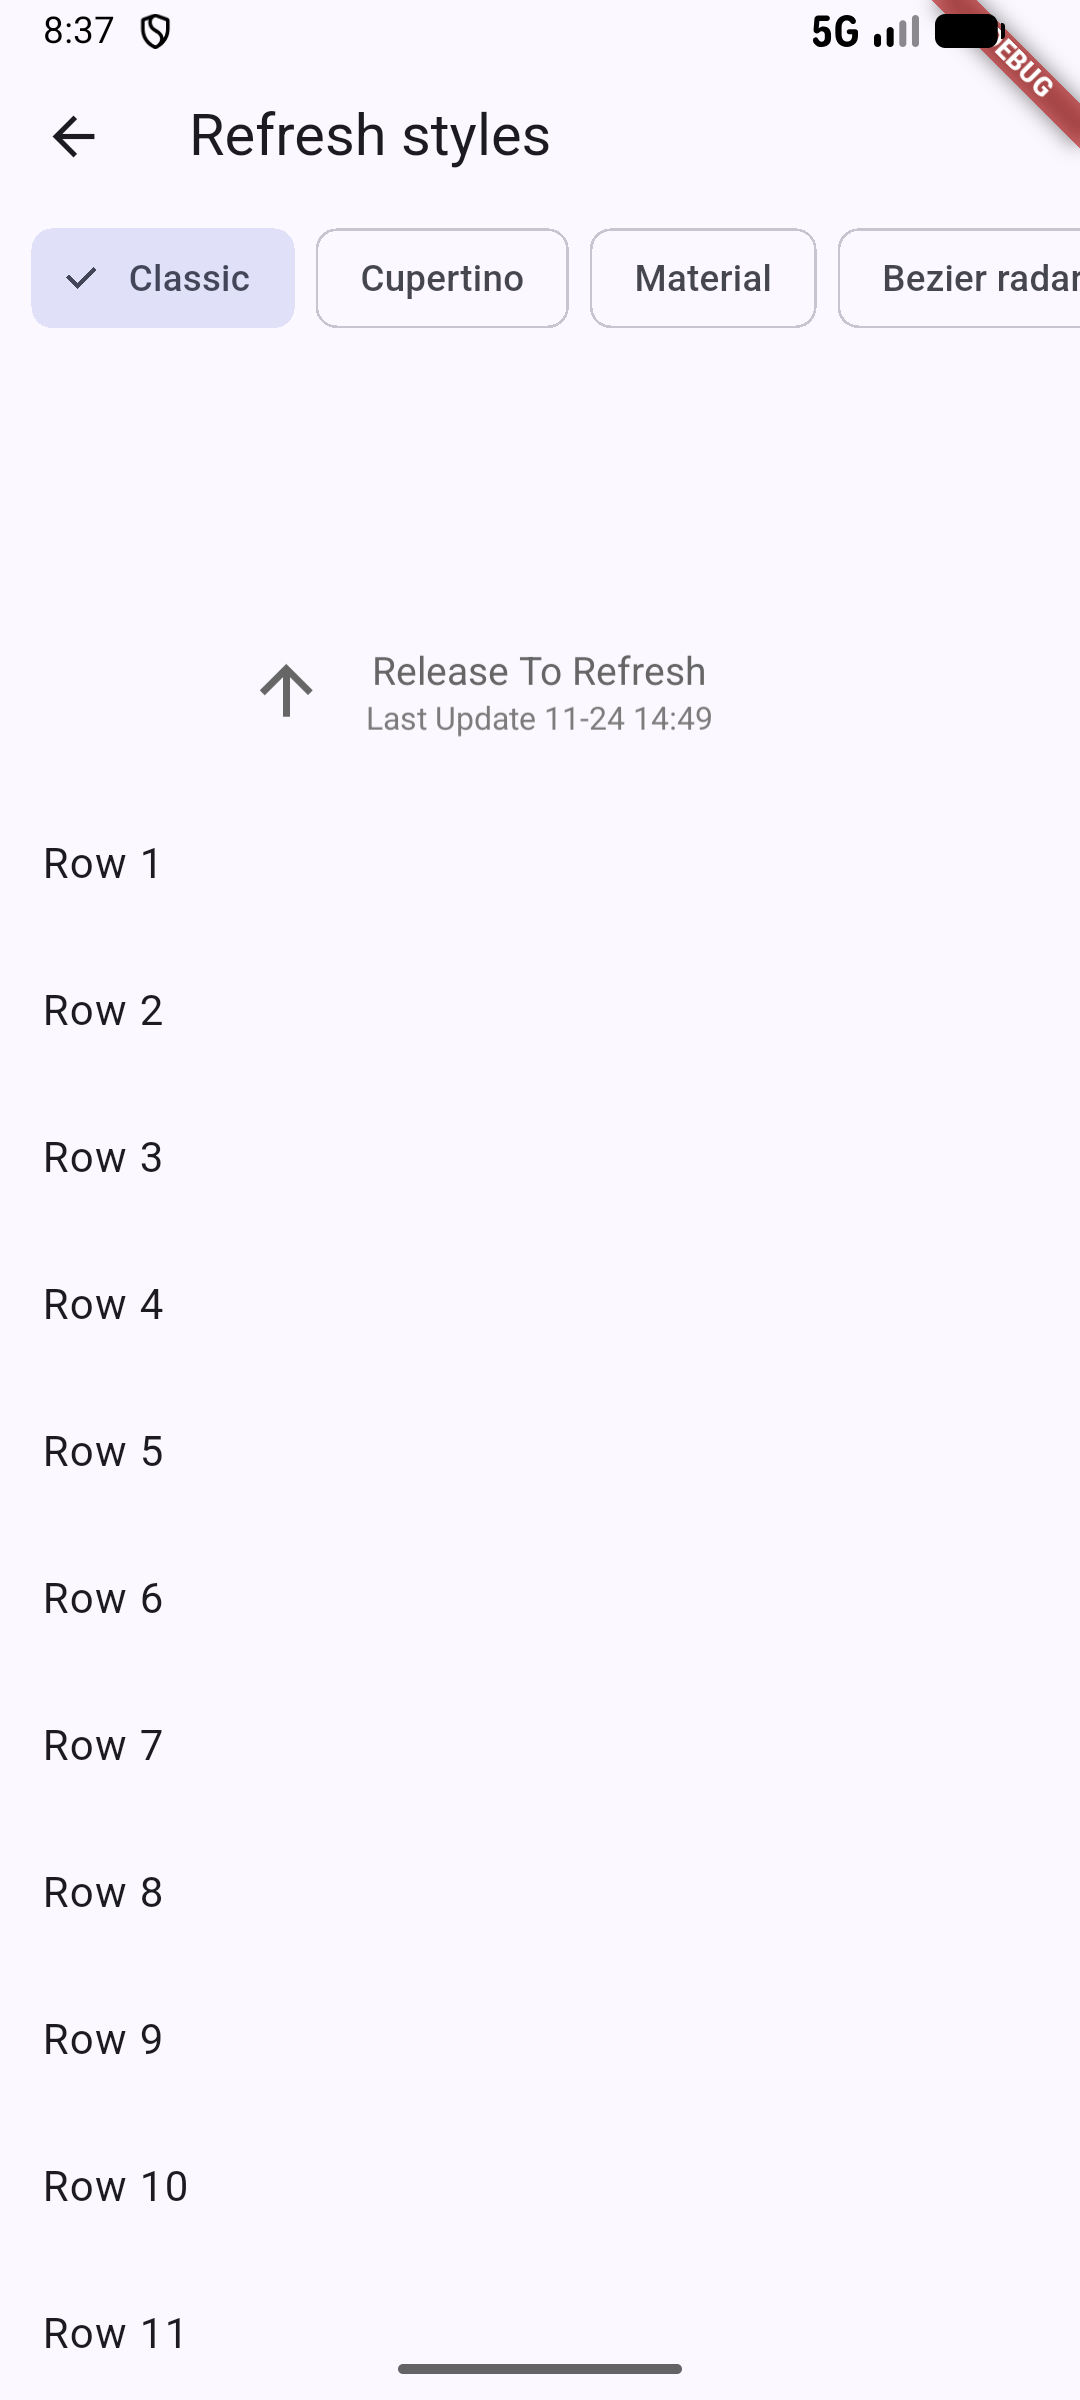 8:37
5G
EBUG
Refresh styles
Classic
Cupertino
Material
Bezier radar
Release To Refresh
Last Update 11-24 14:49
Row 1
Row 2
Row 3
Row 4
Row 5
Row 6
Row 7
Row 8
Row 9
Row 10
Row 11